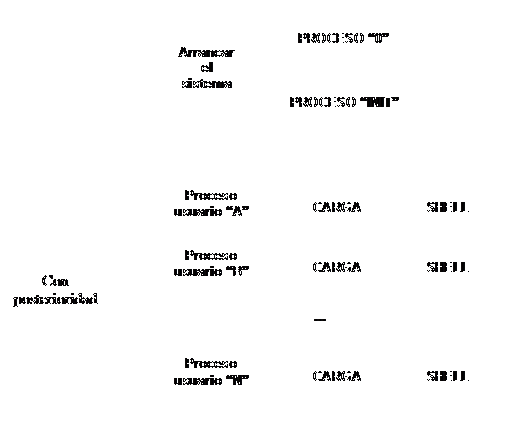 PROCESO "0"
Arrancar
el
sistema
PROCESO "INIT"
Proceso
usuario "A"
CARGA
SHELL
Proceso
usuario "B"
CARGA
SHELL
Con
posterioridad
Proceso
usuario "N"
CARGA
SHELL